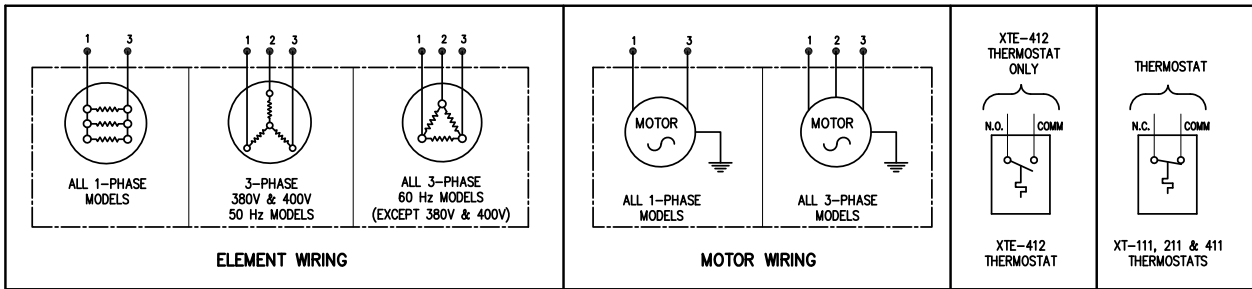 1 3
ALL 1-PHASE
MODELS
1 2 3
3-PHASE
380V & 400V
50 Hz MODELS
1 2 3
ALL 3-PHASE
60 Hz MODELS
(EXCEPT 380V & 400V)
ELEMENT WIRING
1 3
MOTOR
ALL 1-PHASE
MODELS
1 2 3
MOTOR
ALL 3-PHASE
MODELS
MOTOR WIRING
XTE-412
THERMOSTAT
ONLY
N.O. COMM
XTE-412
THERMOSTAT
THERMOSTAT
N.C. COMM
XT-111, 211 & 411
THERMOSTATS